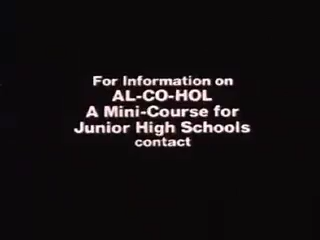 For Information on
AL-CO-HOL
A Mini-Course for
Junior High Schools
contact